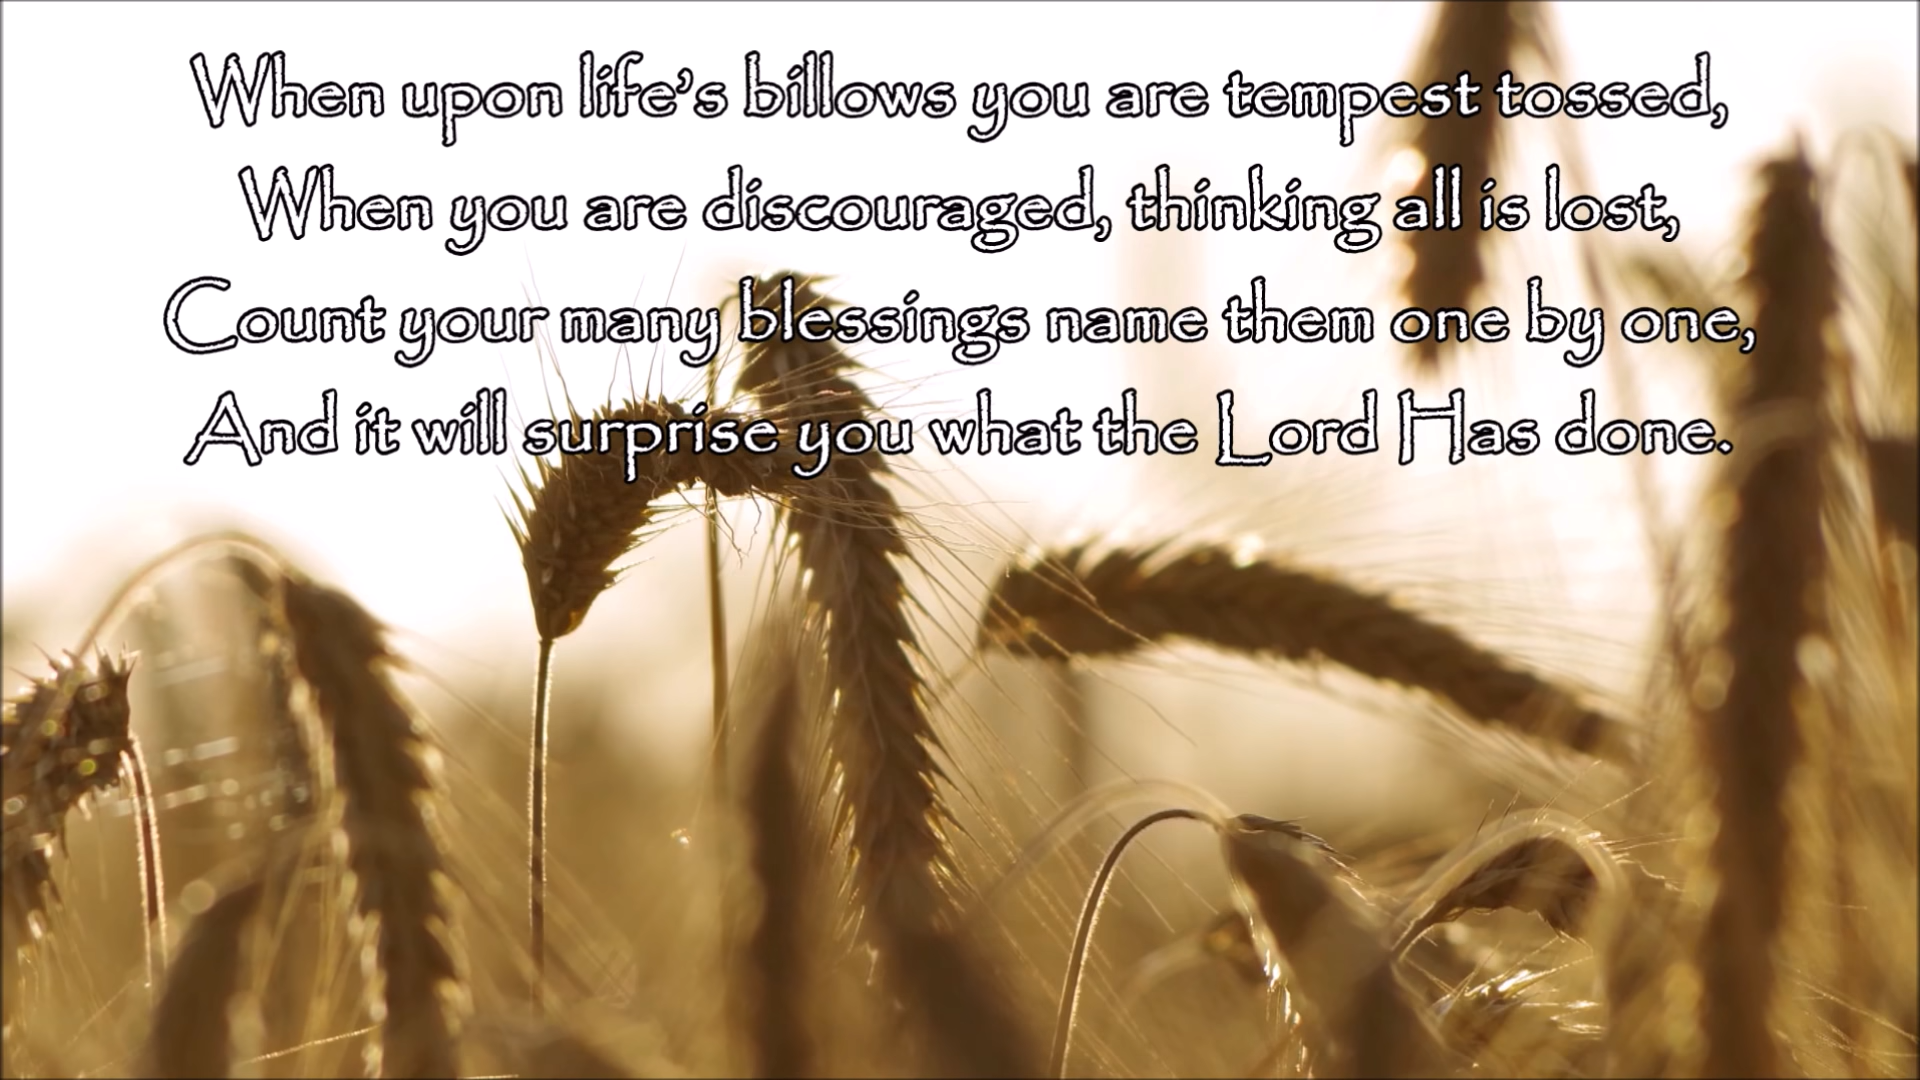 When upon life's billows you are tempest tossed,
When you are discouraged, thinking all is lost,
Count your many blessings name them one by one,
And it will surprise you what the Lord Has done.